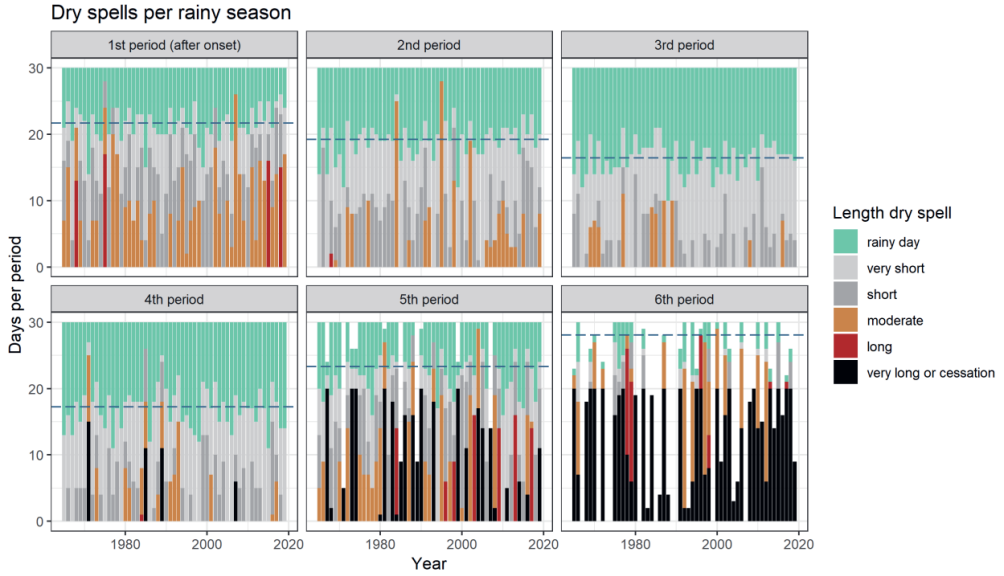 Dry spells per rainy season
1st period (after onset)
2nd period
3rd period
30
20
10
0
Days per period
4th period
5th period
6th period
30
20
10
0
1980
2000
2020
1980
2000
2020
1980
2000
2020
Year
Length dry spell
rainy day
very short
short
moderate
long
very long or cessation